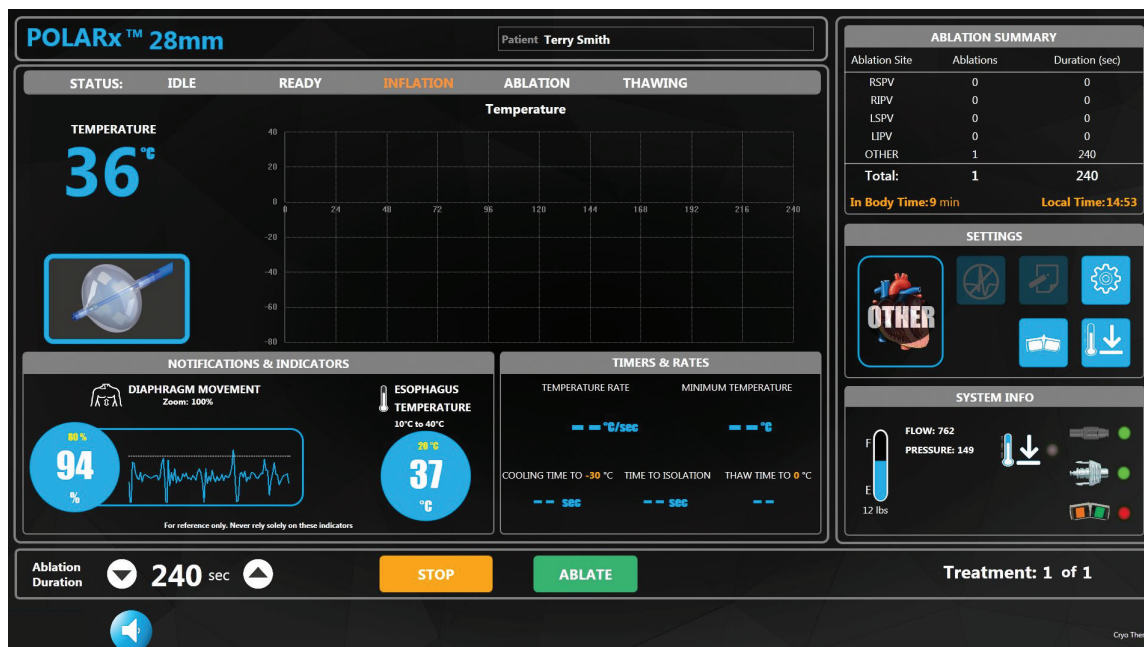 POLARx™ 28mm
Patient Terry Smith
STATUS: IDLE READY INFLATION ABLATION THAWING
Temperature
TEMPERATURE
36 °C
40
20
0
0 24 48 72 96 120 144 168 192 216 240
-20
-40
-60
-80
NOTIFICATIONS & INDICATORS
DIAPHRAGM MOVEMENT
Zoom: 100%
80 %
94
%
ESOPHAGUS
TEMPERATURE
10°C to 40°C
20 °C
37
°C
For reference only. Never rely solely on these indicators
TIMERS & RATES
TEMPERATURE RATE MINIMUM TEMPERATURE
-- °C/sec -- °C
COOLING TIME TO -30 °C TIME TO ISOLATION THAW TIME TO 0 °C
-- sec -- sec --
ABLATION SUMMARY
Ablation Site Ablations Duration (sec)
RSPV 0 0
RIPV 0 0
LSPV 0 0
LIPV 0 0
OTHER 1 240
Total: 1 240
In Body Time:9 min Local Time:14:53
SETTINGS
OTHER
SYSTEM INFO
F
E
12 lbs
FLOW: 762
PRESSURE: 149
Ablation
Duration
240 sec
STOP
ABLATE
Treatment: 1 of 1
Cryo Ther